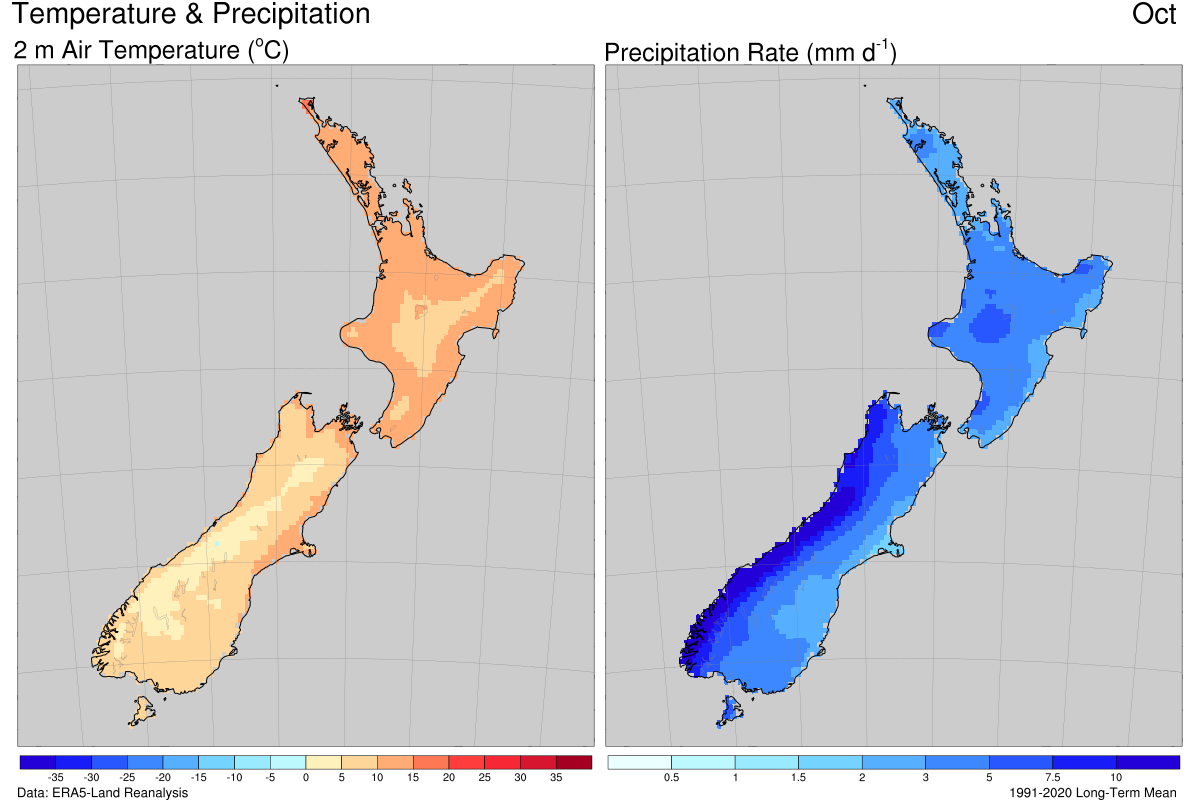 Temperature & Precipitation
Oct
2 m Air Temperature (°C)
Precipitation Rate (mm d⁻¹)
-35 -30 -25 -20 -15 -10 -5 0 5 10 15 20 25 30 35
0.5 1 1.5 2 3 5 7.5 10
Data: ERA5-Land Reanalysis
1991-2020 Long-Term Mean